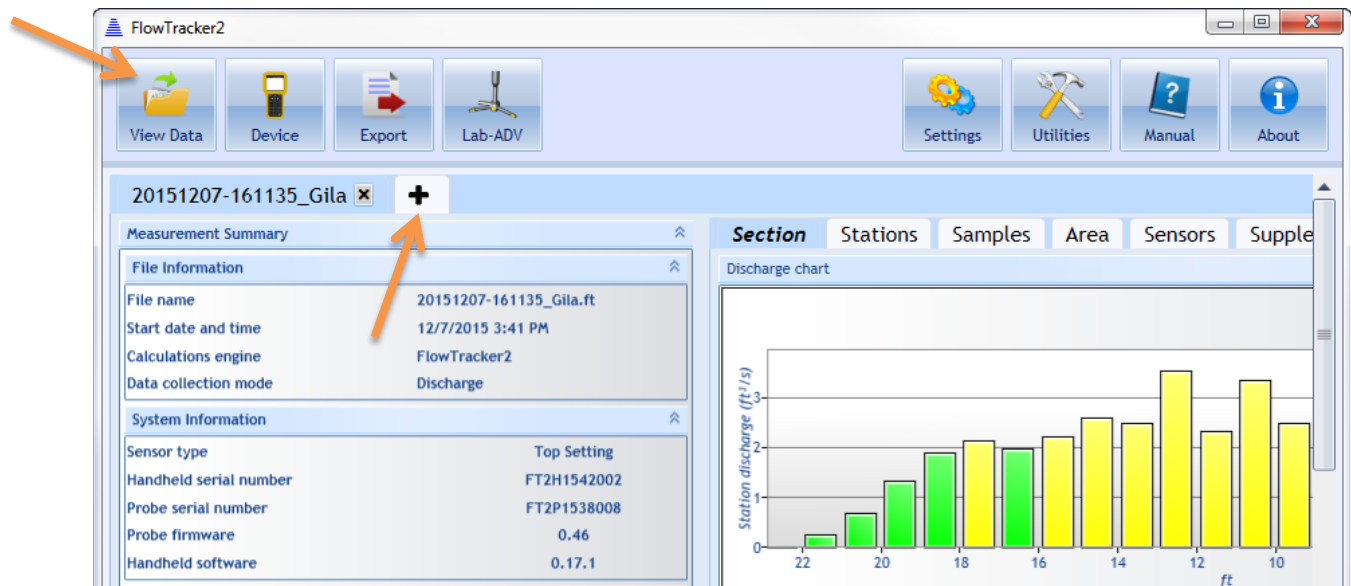 FlowTracker2
View Data
Device
Export
Lab-ADV
Settings
Utilities
Manual
About
20151207-161135_Gila
Measurement Summary
File Information
File name 20151207-161135_Gila.ft
Start date and time 12/7/2015 3:41 PM
Calculations engine FlowTracker2
Data collection mode Discharge
System Information
Sensor type Top Setting
Handheld serial number FT2H1542002
Probe serial number FT2P1538008
Probe firmware 0.46
Handheld software 0.17.1
Section Stations Samples Area Sensors Supple
Discharge chart
Station discharge (ft³/s)
3
2
1
0
22 20 18 16 14 12 10
ft